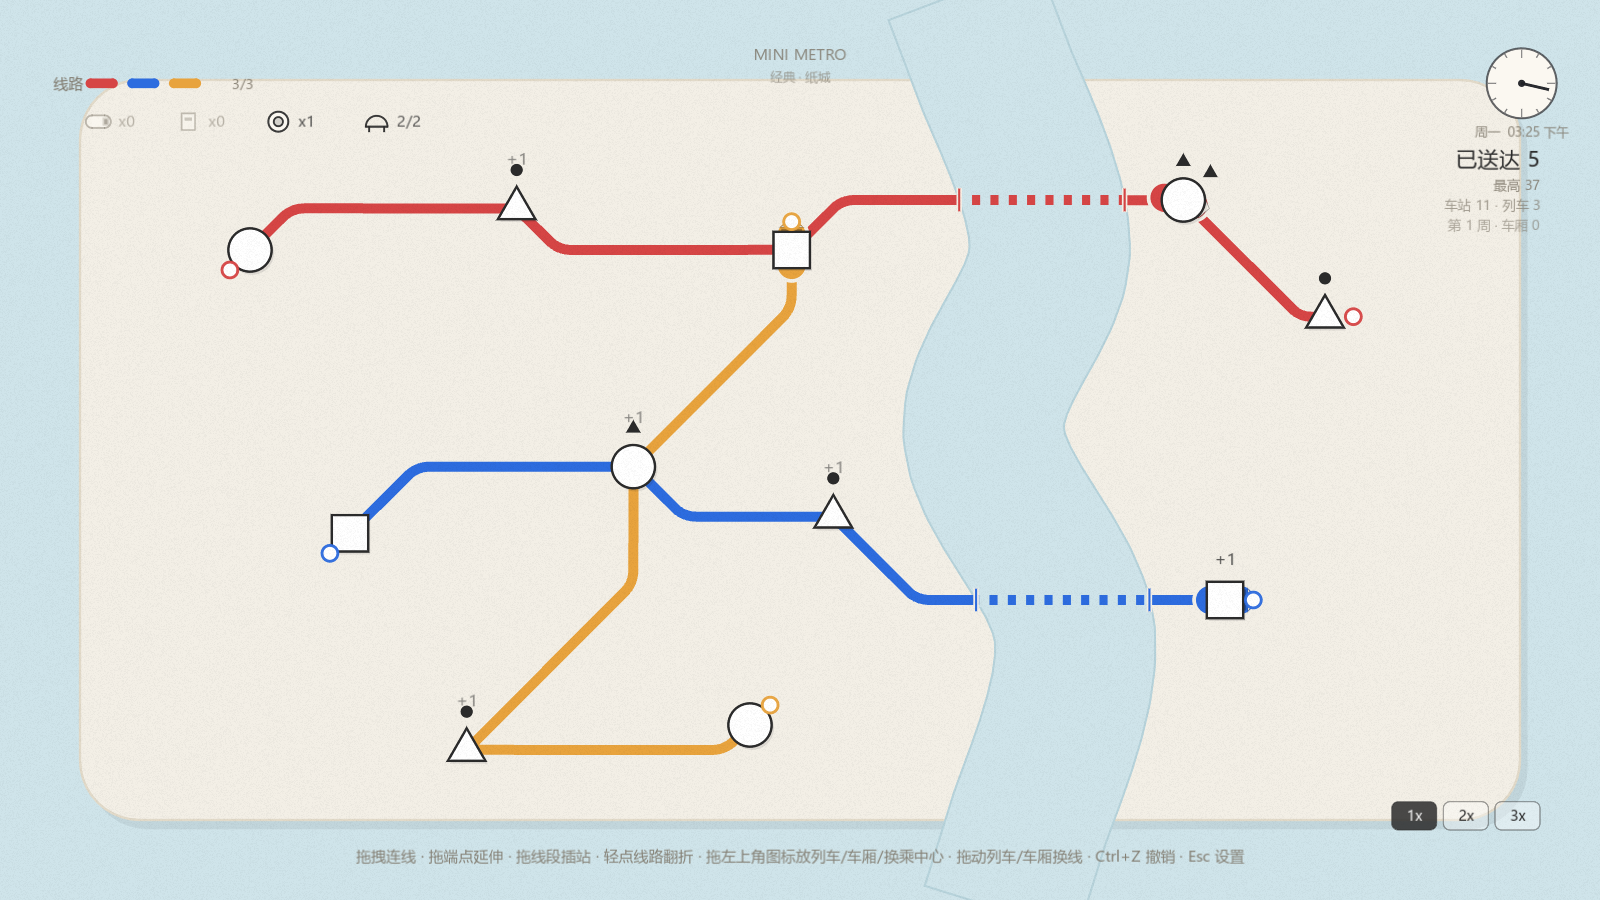 MINI METRO
经典 · 纸城
线路
3/3
x0
x0
x1
2/2
周一 03:25 下午
已送达 5
最高 37
车站 11 · 列车 3
第 1 周 · 车厢 0
+1
+1
+1
+1
+1
1x
2x
3x
拖拽连线 · 拖端点延伸 · 拖线段插站 · 轻点线路翻折 · 拖左上角图标放列车/车厢/换乘中心 · 拖动列车/车厢换线 · Ctrl+Z 撤销 · Esc 设置